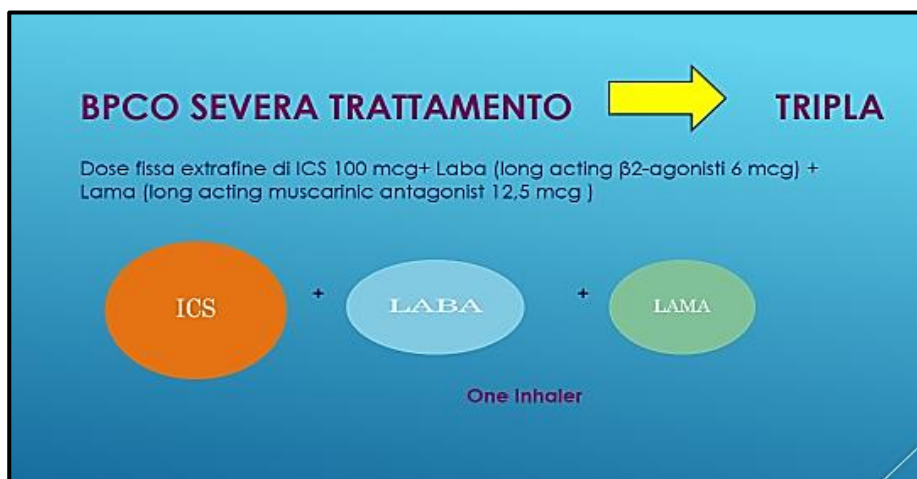 BPCO SEVERA TRATTAMENTO TRIPLA
Dose fissa extrafine di ICS 100 mcg+ Laba (long acting β2-agonisti 6 mcg) +
Lama (long acting muscarinic antagonist 12,5 mcg )
ICS + LABA + LAMA
One Inhaler